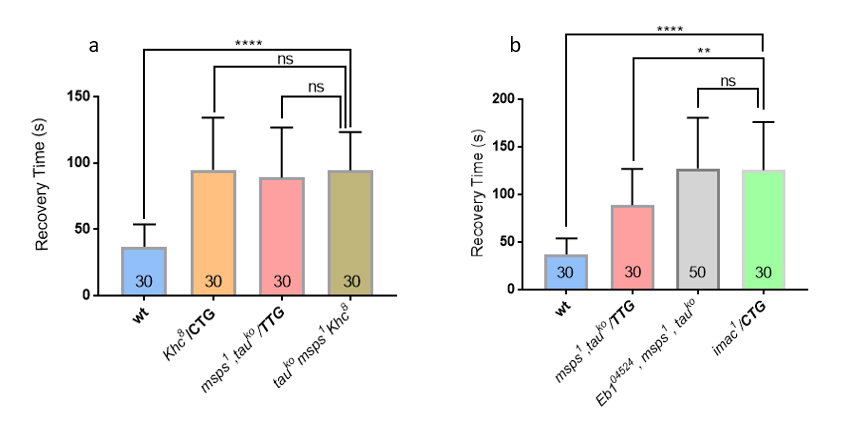 a
****
ns
ns
150
100
50
0
Recovery Time (s)
30
30
30
30
wt
Khc⁸/CTG
msps¹,tauᵏᵒ/TTG
tauᵏᵒ msps¹Khc⁸
b
****
**
ns
200
150
100
50
0
Recovery Time (s)
30
30
50
30
wt
msps¹,tauᵏᵒ/TTG
Eb1⁰⁴⁵²⁴, msps¹, tauᵏᵒ
imac¹/CTG